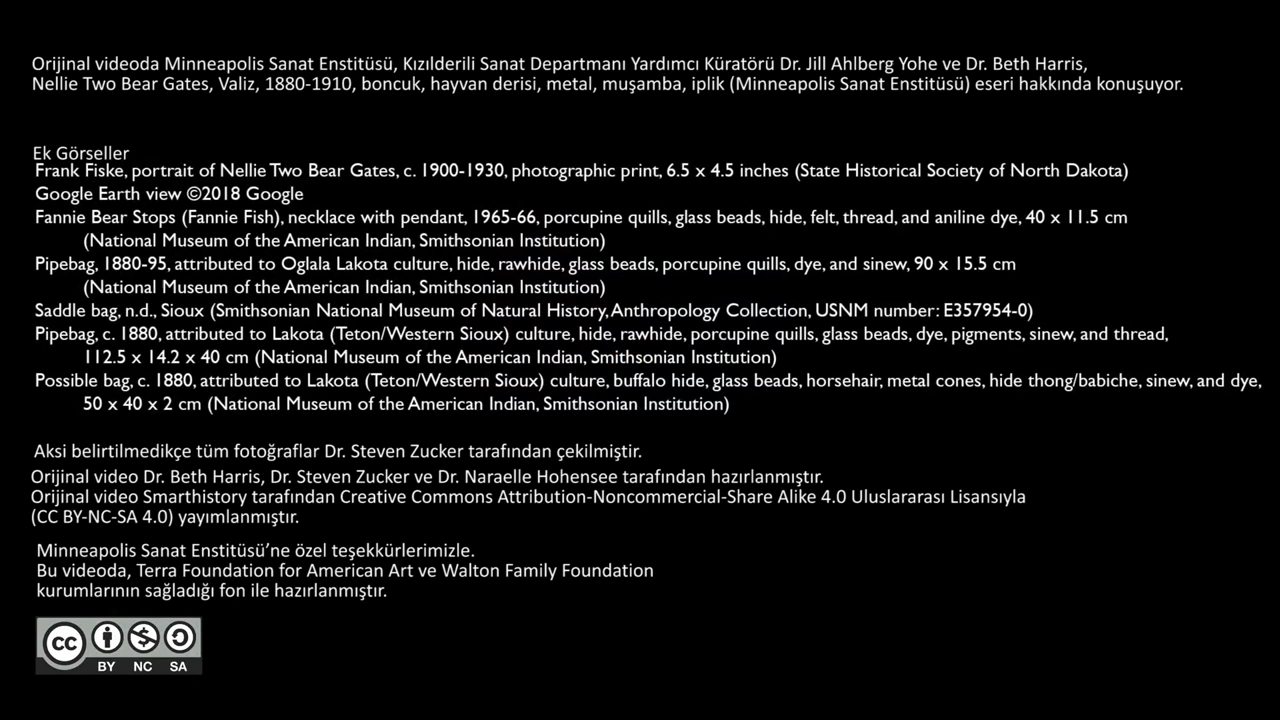 Orijinal videoda Minneapolis Sanat Enstitüsü, Kızılderili Sanat Departmanı Yardımcı Küratörü Dr. Jill Ahlberg Yohe ve Dr. Beth Harris,
Nellie Two Bear Gates, Valiz, 1880-1910, boncuk, hayvan derisi, metal, muşamba, iplik (Minneapolis Sanat Enstitüsü) eseri hakkında konuşuyor.
Ek Görseller
Frank Fiske, portrait of Nellie Two Bear Gates, c. 1900-1930, photographic print, 6.5 x 4.5 inches (State Historical Society of North Dakota)
Google Earth view ©2018 Google
Fannie Bear Stops (Fannie Fish), necklace with pendant, 1965-66, porcupine quills, glass beads, hide, felt, thread, and aniline dye, 40 x 11.5 cm
(National Museum of the American Indian, Smithsonian Institution)
Pipebag, 1880-95, attributed to Oglala Lakota culture, hide, rawhide, glass beads, porcupine quills, dye, and sinew, 90 x 15.5 cm
(National Museum of the American Indian, Smithsonian Institution)
Saddle bag, n.d., Sioux (Smithsonian National Museum of Natural History, Anthropology Collection, USNM number: E357954-0)
Pipebag, c. 1880, attributed to Lakota (Teton/Western Sioux) culture, hide, rawhide, porcupine quills, glass beads, dye, pigments, sinew, and thread,
112.5 x 14.2 x 40 cm (National Museum of the American Indian, Smithsonian Institution)
Possible bag, c. 1880, attributed to Lakota (Teton/Western Sioux) culture, buffalo hide, glass beads, horsehair, metal cones, hide thong/babiche, sinew, and dye,
50 x 40 x 2 cm (National Museum of the American Indian, Smithsonian Institution)
Aksi belirtilmedikçe tüm fotoğraflar Dr. Steven Zucker tarafından çekilmiştir.
Orijinal video Dr. Beth Harris, Dr. Steven Zucker ve Dr. Naraelle Hohensee tarafından hazırlanmıştır.
Orijinal video Smarthistory tarafından Creative Commons Attribution-Noncommercial-Share Alike 4.0 Uluslararası Lisansıyla
(CC BY-NC-SA 4.0) yayımlanmıştır.
Minneapolis Sanat Enstitüsü’ne özel teşekkürlerimizle.
Bu videoda, Terra Foundation for American Art ve Walton Family Foundation
kurumlarının sağladığı fon ile hazırlanmıştır.
cc
BY NC SA